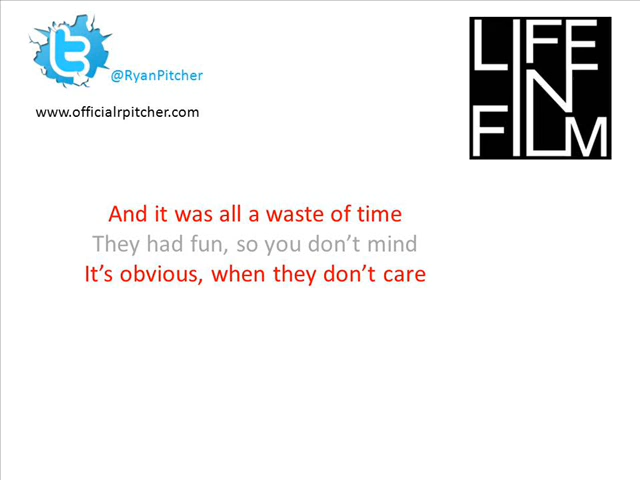 @RyanPitcher
www.officialrpitcher.com
LIFE
IN
FILM
And it was all a waste of time
They had fun, so you don’t mind
It’s obvious, when they don’t care